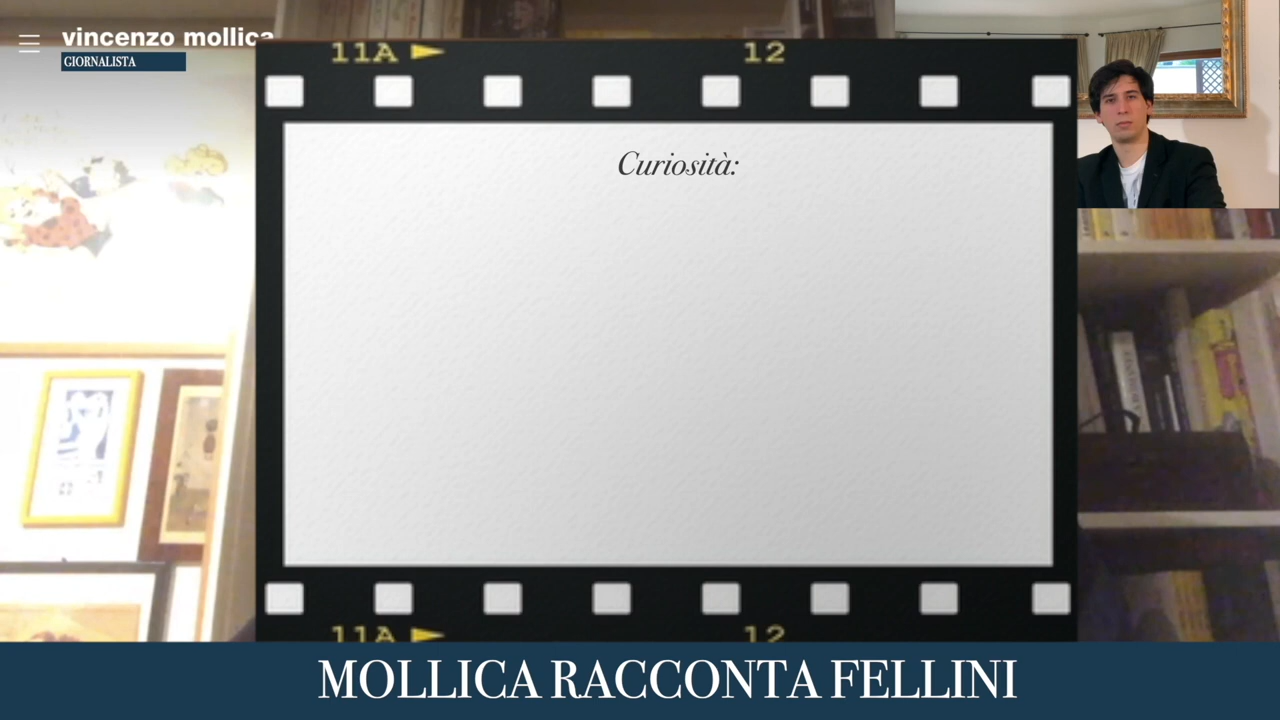 vincenzo mollica
GIORNALISTA
11A
12
Curiosità:
11A
12
MOLLICA RACCONTA FELLINI